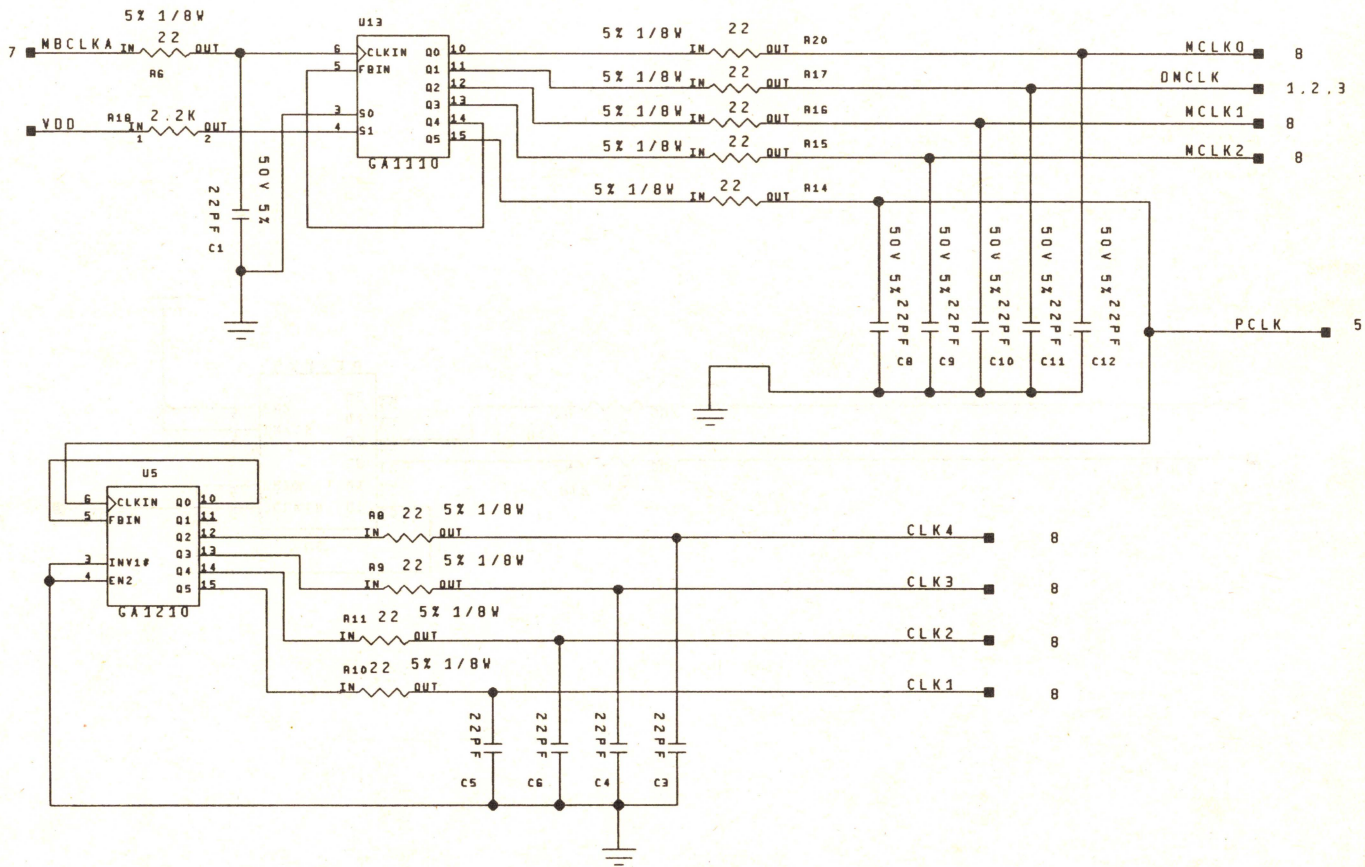 U13
5% 1/8W
7 MBCLKA IN 22 OUT
R6
6 CLKIN Q0 10
5 FBIN Q1 11
Q2 12
3 S0 Q3 13
4 S1 Q4 14
Q5 15
GA1110
VDD R18 IN 2.2K OUT
1 2
22PF 50V 5%
C1
5% 1/8W IN 22 OUT R20 MCLK0 8
5% 1/8W IN 22 OUT R17 DMCLK 1,2,3
5% 1/8W IN 22 OUT R16 MCLK1 8
5% 1/8W IN 22 OUT R15 MCLK2 8
5% 1/8W IN 22 OUT R14
50V 5% 22PF 50V 5% 22PF 50V 5% 22PF 50V 5% 22PF 50V 5% 22PF
C8 C9 C10 C11 C12
PCLK 5
U5
6 CLKIN Q0 10
5 FBIN Q1 11
Q2 12
3 INV1# Q3 13
4 EN2 Q4 14
Q5 15
GA1210
R8 22 5% 1/8W
IN OUT CLK4 8
R9 22 5% 1/8W
IN OUT CLK3 8
R11 22 5% 1/8W
IN OUT CLK2 8
R10 22 5% 1/8W
IN OUT CLK1 8
22PF 22PF 22PF 22PF
C5 C6 C4 C3